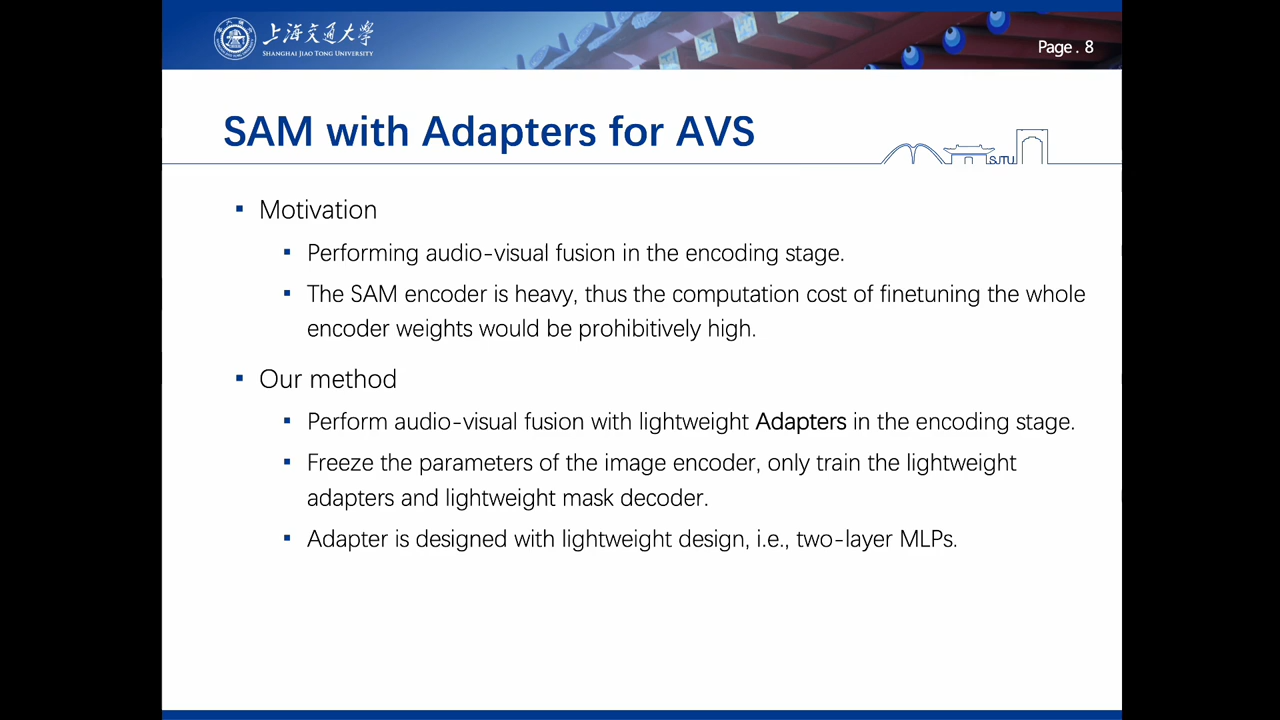 上海交通大学
SHANGHAI JIAO TONG UNIVERSITY
Page . 8
SAM with Adapters for AVS
SJTU
▪ Motivation
▪ Performing audio-visual fusion in the encoding stage.
▪ The SAM encoder is heavy, thus the computation cost of finetuning the whole
encoder weights would be prohibitively high.
▪ Our method
▪ Perform audio-visual fusion with lightweight Adapters in the encoding stage.
▪ Freeze the parameters of the image encoder, only train the lightweight
adapters and lightweight mask decoder.
▪ Adapter is designed with lightweight design, i.e., two-layer MLPs.